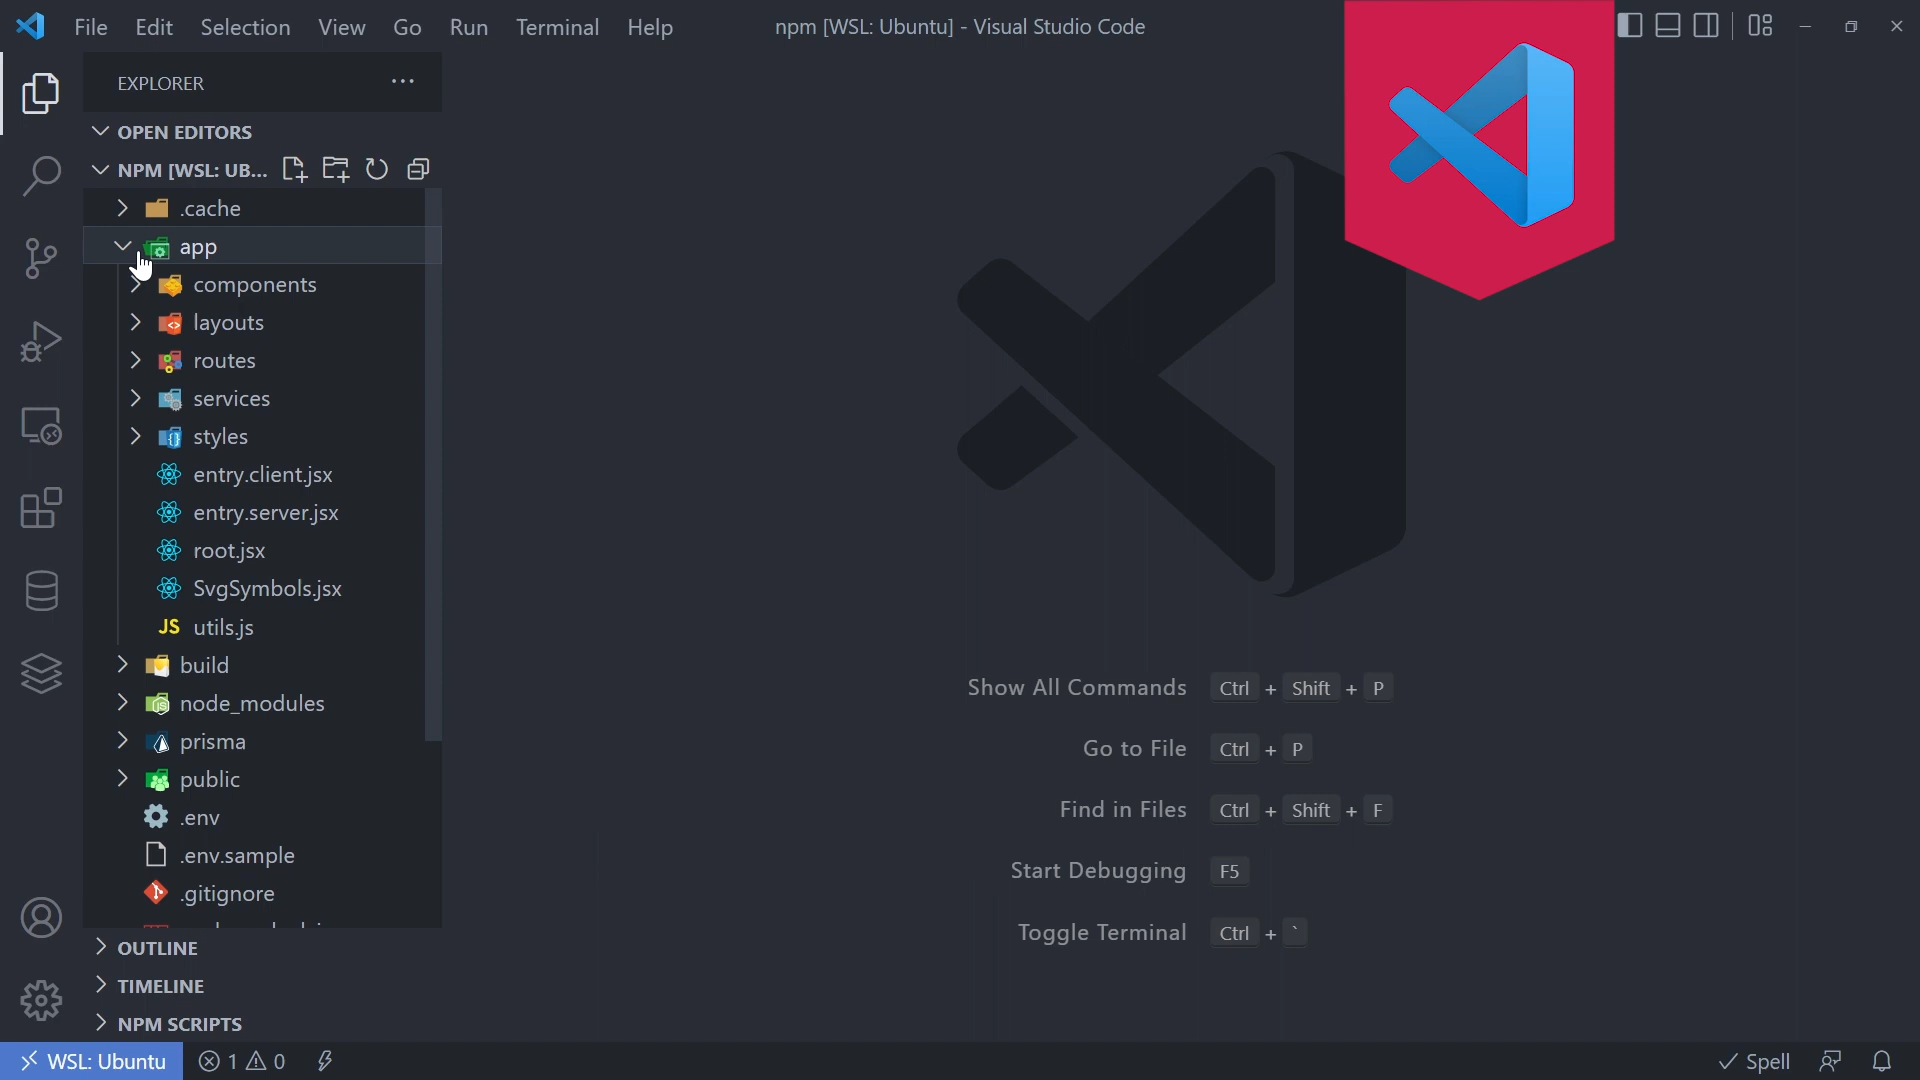 File Edit Selection View Go Run Terminal Help npm [WSL: Ubuntu] - Visual Studio Code
EXPLORER
OPEN EDITORS
NPM [WSL: UB...
.cache
app
components
layouts
routes
services
styles
entry.client.jsx
entry.server.jsx
root.jsx
SvgSymbols.jsx
JS utils.js
build
node_modules
prisma
public
.env
.env.sample
.gitignore
OUTLINE
TIMELINE
NPM SCRIPTS
Show All Commands Ctrl + Shift + P
Go to File Ctrl + P
Find in Files Ctrl + Shift + F
Start Debugging F5
Toggle Terminal Ctrl + `
WSL: Ubuntu 1 0 Spell